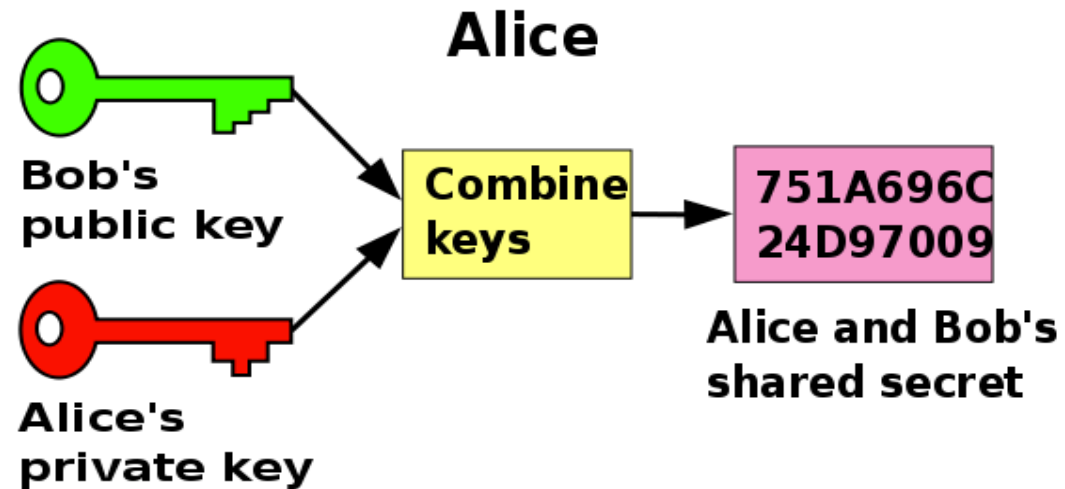 Alice
Bob's
public key
Combine
keys
751A696C
24D97009
Alice and Bob's
shared secret
Alice's
private key